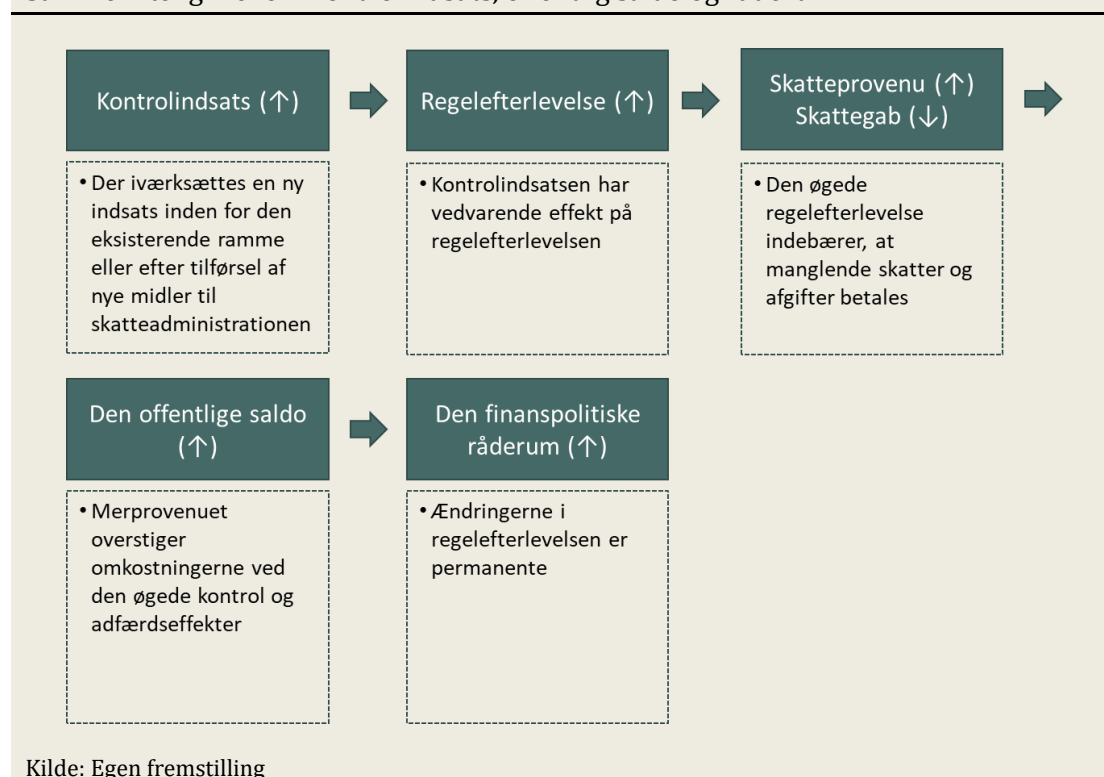 Kontrolindsats (↑)
Regelefterlevelse (↑)
Skatteprovenu (↑)
Skattegab (↓)
• Der iværksættes en ny
indsats inden for den
eksisterende ramme
eller efter tilførsel af
nye midler til
skatteadministrationen
• Kontrolindsatsen har
vedvarende effekt på
regelefterlevelsen
• Den øgede
regelefterlevelse
indebærer, at
manglende skatter og
afgifter betales
Den offentlige saldo
(↑)
Den finanspolitiske
råderum (↑)
• Merprovenuet
overstiger
omkostningerne ved
den øgede kontrol og
adfærdseffekter
• Ændringerne i
regelefterlevelsen er
permanente
Kilde: Egen fremstilling